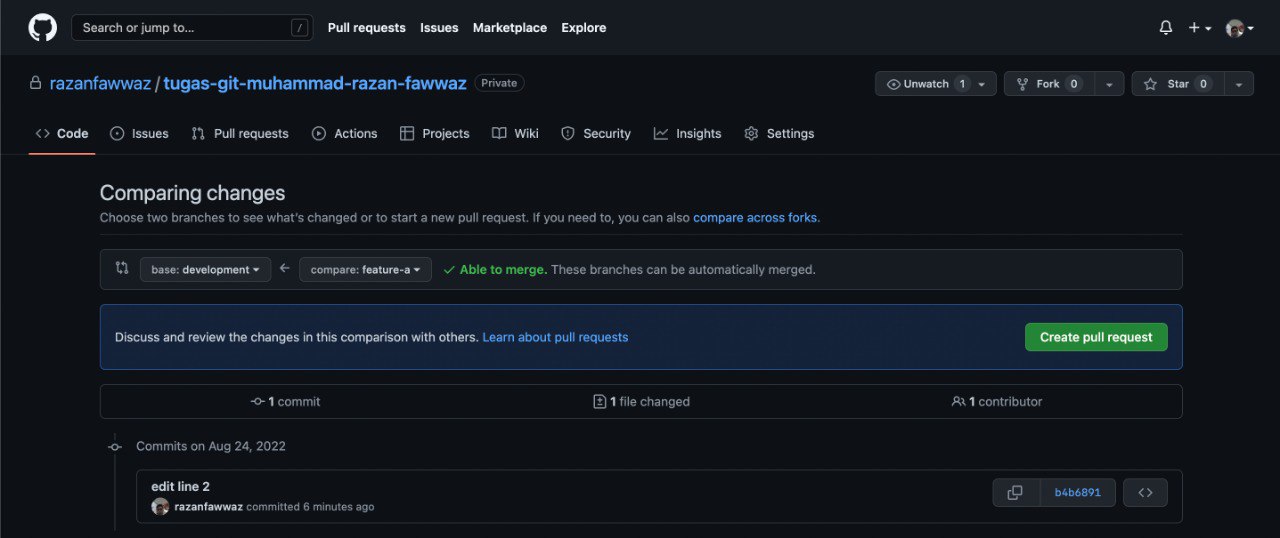 Search or jump to... / Pull requests Issues Marketplace Explore
razanfawwaz / tugas-git-muhammad-razan-fawwaz Private Unwatch 1 Fork 0 Star 0
Code Issues Pull requests Actions Projects Wiki Security Insights Settings
Comparing changes
Choose two branches to see what's changed or to start a new pull request. If you need to, you can also compare across forks.
base: development compare: feature-a Able to merge. These branches can be automatically merged.
Discuss and review the changes in this comparison with others. Learn about pull requests Create pull request
1 commit 1 file changed 1 contributor
Commits on Aug 24, 2022
edit line 2
b4b6891
razanfawwaz committed 6 minutes ago